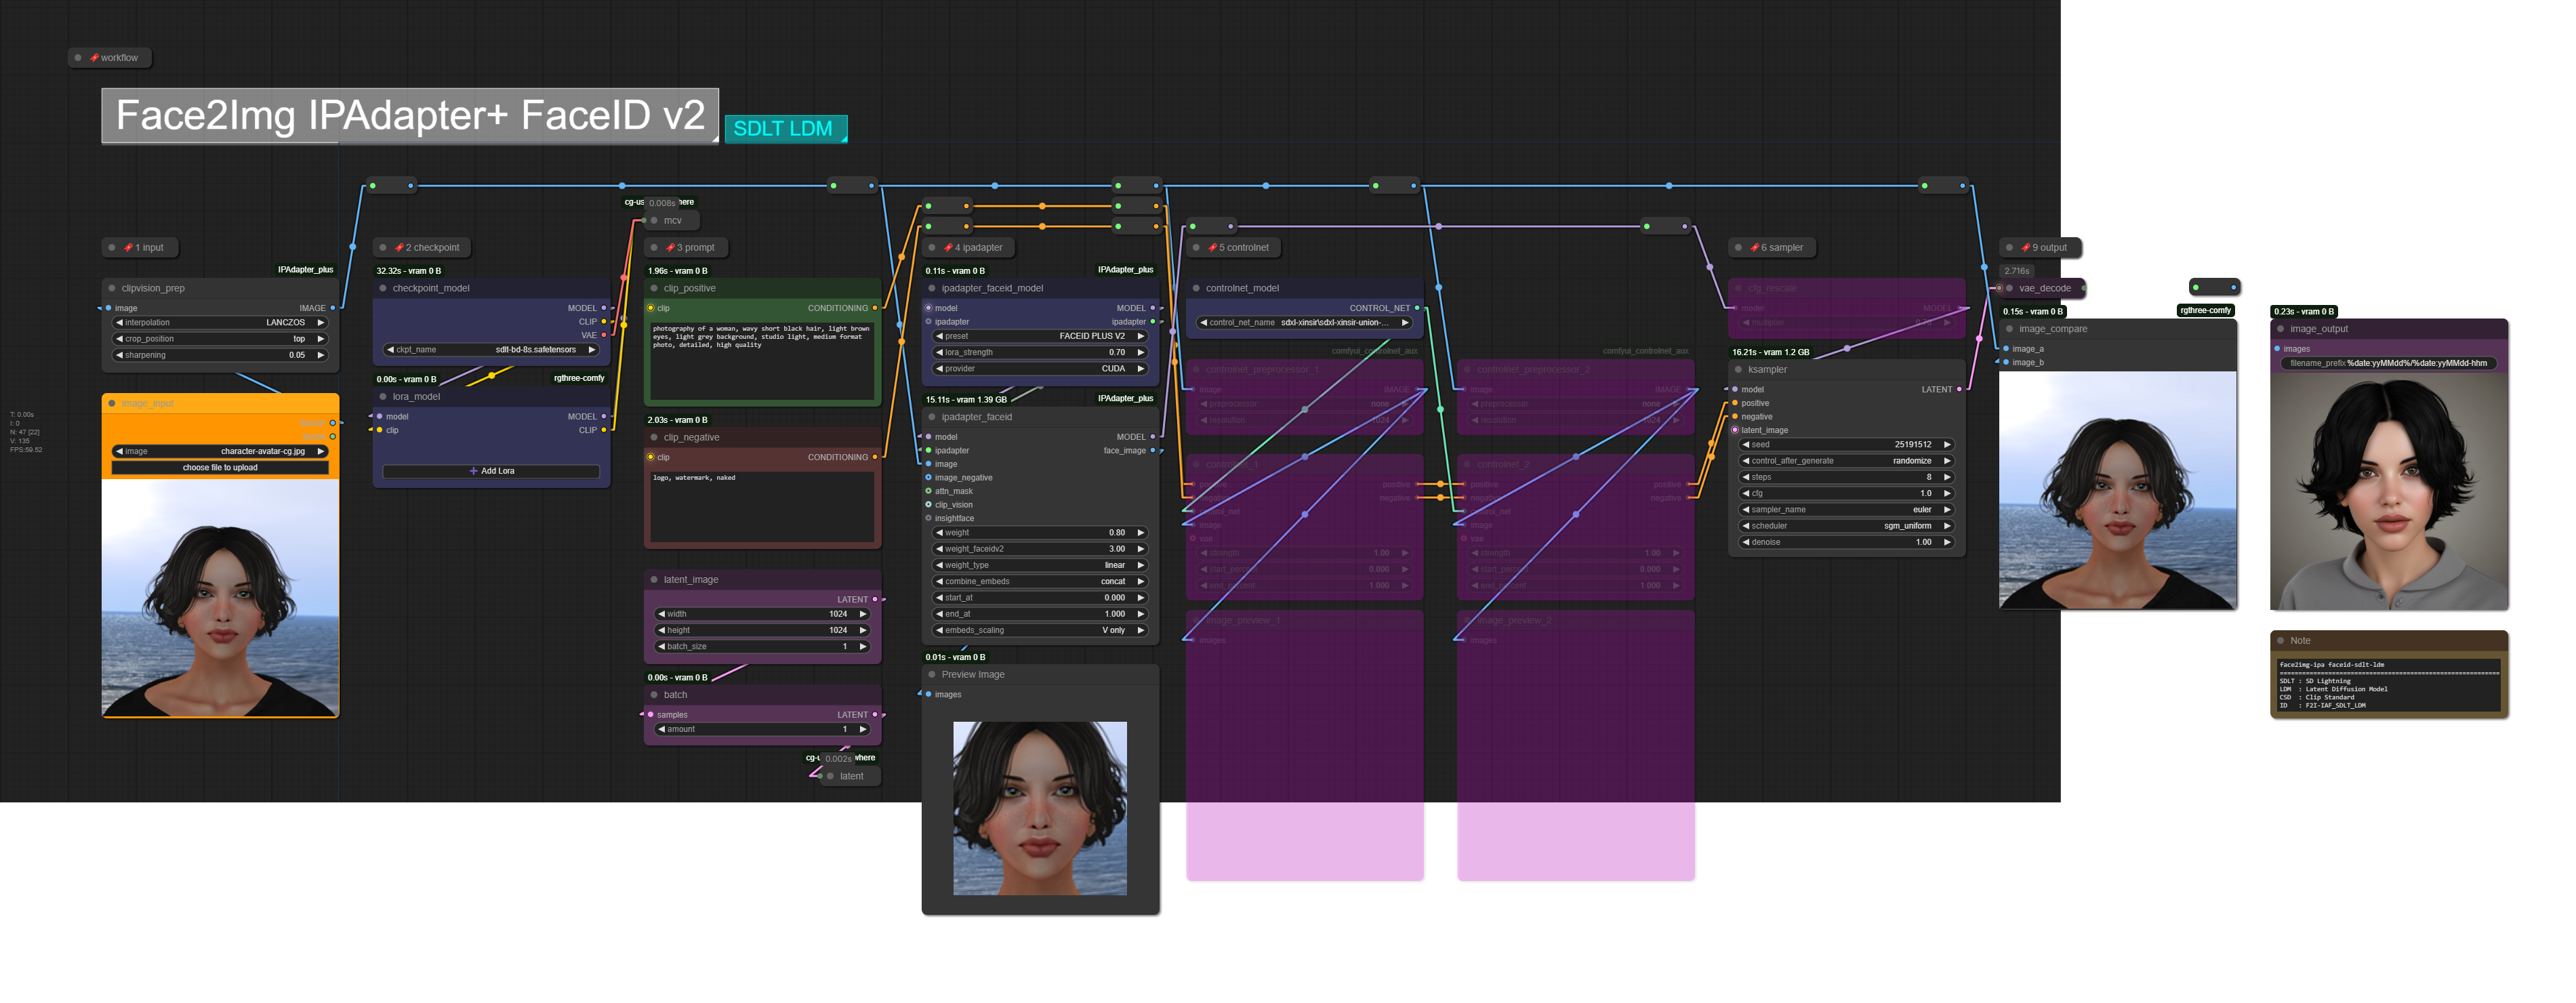 workflow
Face2Img IPAdapter+ FaceID v2
SDLT LDM
1 input
IPAdapter_plus
clipvision_prep
image IMAGE
interpolation LANCZOS
crop_position top
sharpening 0.05
image_input
image character-avatar-cg.jpg
choose file to upload
T: 0.00s
I: 0
N: 47 [22]
V: 135
FPS:59.52
2 checkpoint
32.32s - vram 0 B
checkpoint_model
MODEL
CLIP
VAE
ckpt_name sdlt-bd-8s.safetensors
0.00s - vram 0 B
rgthree-comfy
lora_model
model MODEL
clip CLIP
Add Lora
0.008s
mcv
3 prompt
1.96s - vram 0 B
clip_positive
clip CONDITIONING
photography of a woman, wavy short black hair, light brown
eyes, light grey background, studio light, medium format
photo, detailed, high quality
2.03s - vram 0 B
clip_negative
clip CONDITIONING
logo, watermark, naked
latent_image
LATENT
width 1024
height 1024
batch_size 1
0.00s - vram 0 B
batch
samples LATENT
amount 1
0.002s
latent
4 ipadapter
0.11s - vram 0 B
IPAdapter_plus
ipadapter_faceid_model
model MODEL
ipadapter ipadapter
preset FACEID PLUS V2
lora_strength 0.70
provider CUDA
15.11s - vram 1.39 GB
IPAdapter_plus
ipadapter_faceid
model MODEL
ipadapter face_image
image
image_negative
attn_mask
clip_vision
insightface
weight 0.80
weight_faceidv2 3.00
weight_type linear
combine_embeds concat
start_at 0.000
end_at 1.000
embeds_scaling V only
0.01s - vram 0 B
Preview Image
images
5 controlnet
controlnet_model
CONTROL_NET
control_net_name sdxl-xinsir\sdxl-xinsir-union-...
comfyui_controlnet_aux
controlnet_preprocessor_1
image IMAGE
preprocessor none
resolution 1024
controlnet_1
positive positive
negative negative
control_net
image
vae
strength 1.00
start_percent 0.000
end_percent 1.000
image_preview_1
images
comfyui_controlnet_aux
controlnet_preprocessor_2
image IMAGE
preprocessor none
resolution 1024
controlnet_2
positive positive
negative negative
control_net
image
vae
strength 1.00
start_percent 0.000
end_percent 1.000
image_preview_2
images
6 sampler
cfg_rescale
model MODEL
multiplier 0.70
16.21s - vram 1.2 GB
ksampler
model LATENT
positive
negative
latent_image
seed 25191512
control_after_generate randomize
steps 8
cfg 1.0
sampler_name euler
scheduler sgm_uniform
denoise 1.00
9 output
2.716s
vae_decode
0.15s - vram 0 B
rgthree-comfy
image_compare
image_a
image_b
0.23s - vram 0 B
image_output
images
filename_prefix %date:yyMMdd%/%date:yyMMdd-hhm
Note
face2img-ipa faceid-sdlt-ldm
SDLT : SD Lightning
LDM : Latent Diffusion Model
CSD : Clip Standard
ID : F2I-IAF_SDLT_LDM